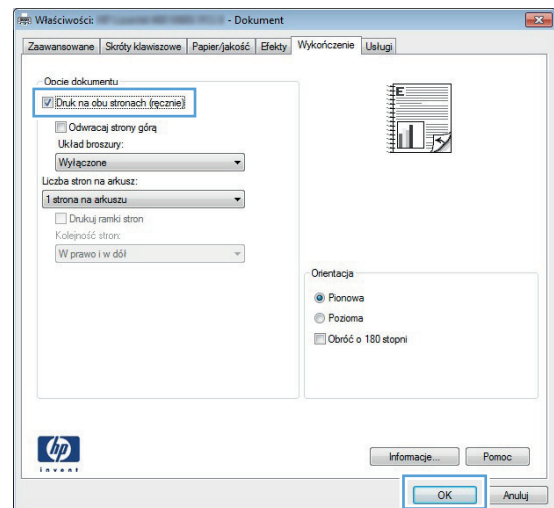 Właściwości: - Dokument
Zaawansowane Skróty klawiszowe Papier/jakość Efekty Wykończenie Usługi
Opcje dokumentu
Druk na obu stronach (ręcznie)
Odwracaj strony górą
Układ broszury:
Wyłączone
Liczba stron na arkusz:
1 strona na arkuszu
Drukuj ramki stron
Kolejność stron:
W prawo i w dół
E
Orientacja
Pionowa
Pozioma
Obróć o 180 stopni
hp
invent
Informacje... Pomoc
OK Anuluj